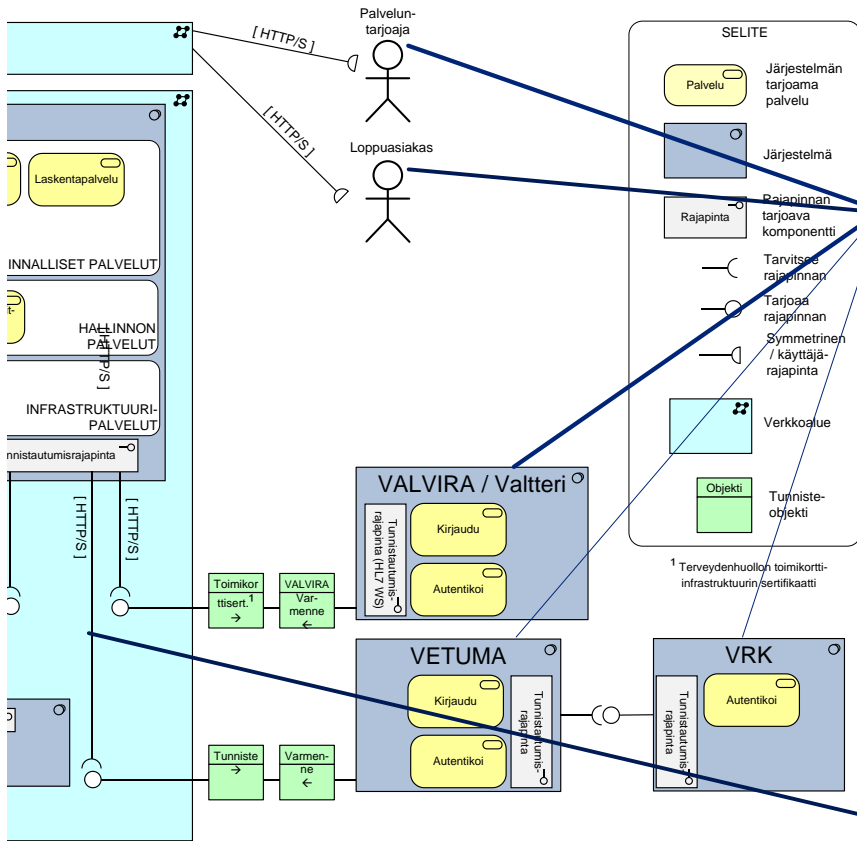 [ HTTP/S ]
[ HTTP/S ]
Palvelun-
tarjoaja
Loppuasiakas
Laskentapalvelu
INNALLISET PALVELUT
t-
HALLINNON
PALVELUT
[ HTTP/S ]
INFRASTRUKTUURI-
PALVELUT
nnistautumisrajapinta
[ HTTP/S ]
[ HTTP/S ]
SELITE
Palvelu
Järjestelmän
tarjoama
palvelu
Järjestelmä
Rajapinta
Rajapinnan
tarjoava
komponentti
Tarvitsee
rajapinnan
Tarjoaa
rajapinnan
Symmetrinen
/ käyttäjä-
rajapinta
Verkkoalue
Objekti
Tunniste-
objekti
1 Terveydenhuollon toimikortti-
infrastruktuurin sertifikaatti
VALVIRA / Valtteri
Tunnistautumis-
rajapinta (HL7 W/S)
Kirjaudu
Autentikoi
Toimikor
ttisert.1
→
VALVIRA
Var-
menne
←
VETUMA
Kirjaudu
Autentikoi
Tunnistautumis-
rajapinta
Tunniste
→
Varmen-
ne
←
VRK
Tunnistautumis-
rajapinta
Autentikoi